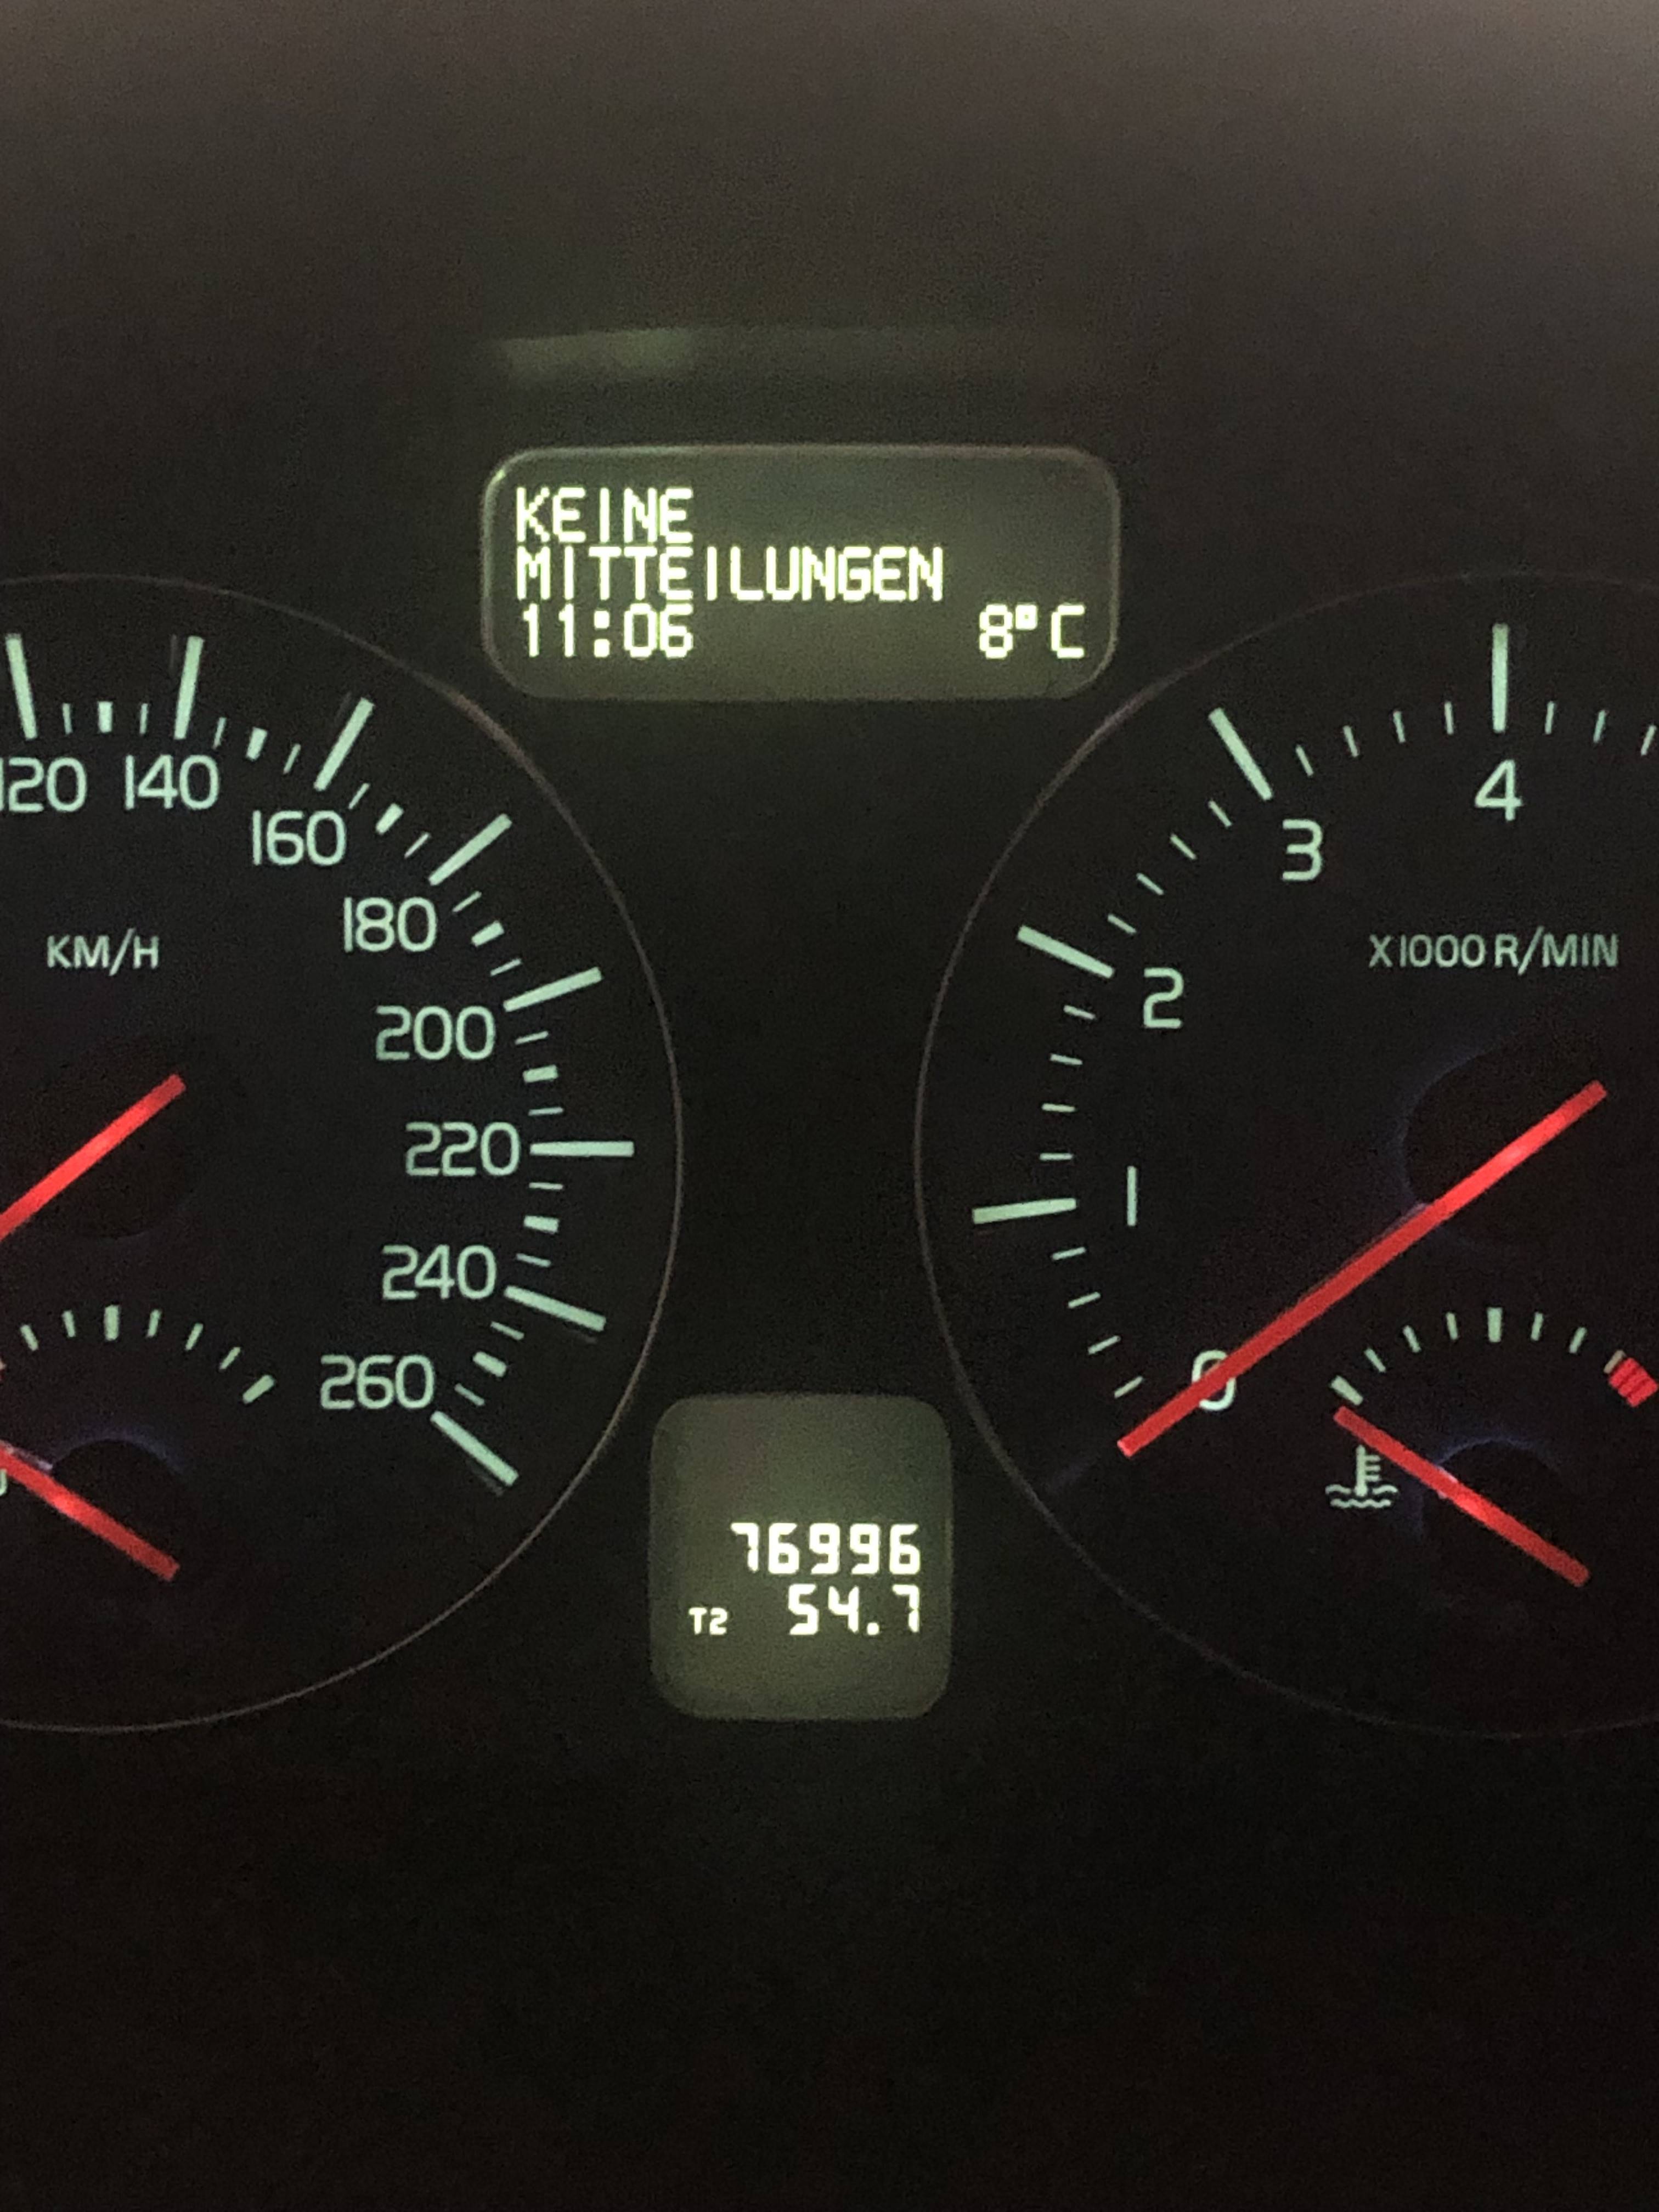 KEINE
MITTEILUNGEN
11:06 8°C
120 140
160
180
KM/H
200
220
240
260
4
3
X1000 R/MIN
2
1
0
76996
T2 54.7